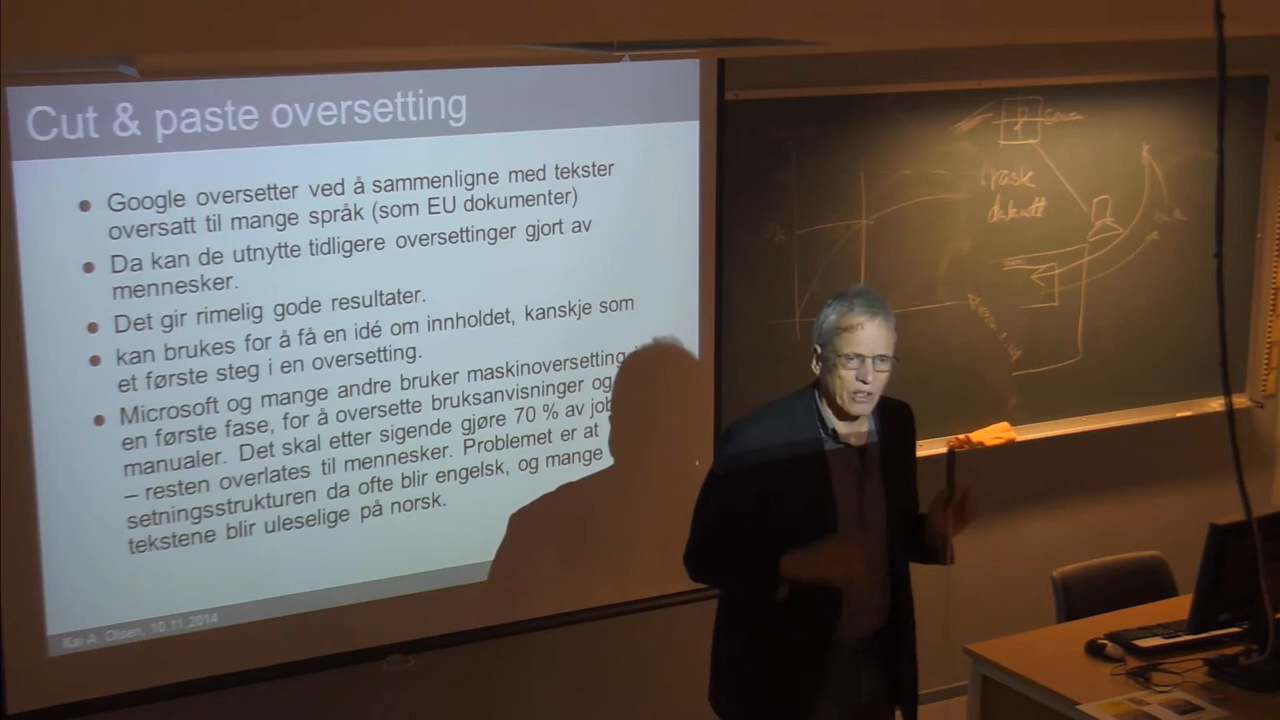 Cut & paste oversetting
Google oversetter ved å sammenligne med tekster
oversatt til mange språk (som EU dokumenter)
Da kan de utnytte tidligere oversettinger gjort av
mennesker.
Det gir rimelig gode resultater.
kan brukes for å få en idé om innholdet, kanskje som
et første steg i en oversetting.
Microsoft og mange andre bruker maskinoversetting
en første fase, for å oversette bruksanvisninger og
manualer. Det skal etter sigende gjøre 70 % av
– resten overlates til mennesker. Problemet er at
setningsstrukturen da ofte blir engelsk, og mange
tekstene blir uleselige på norsk.
Kai A. Olsen, 10.11.2014
rask